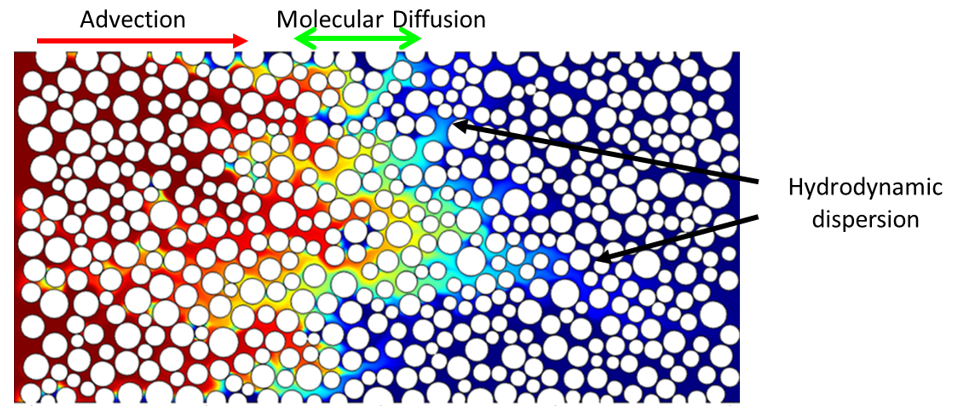 Advection
Molecular Diffusion
Hydrodynamic
dispersion